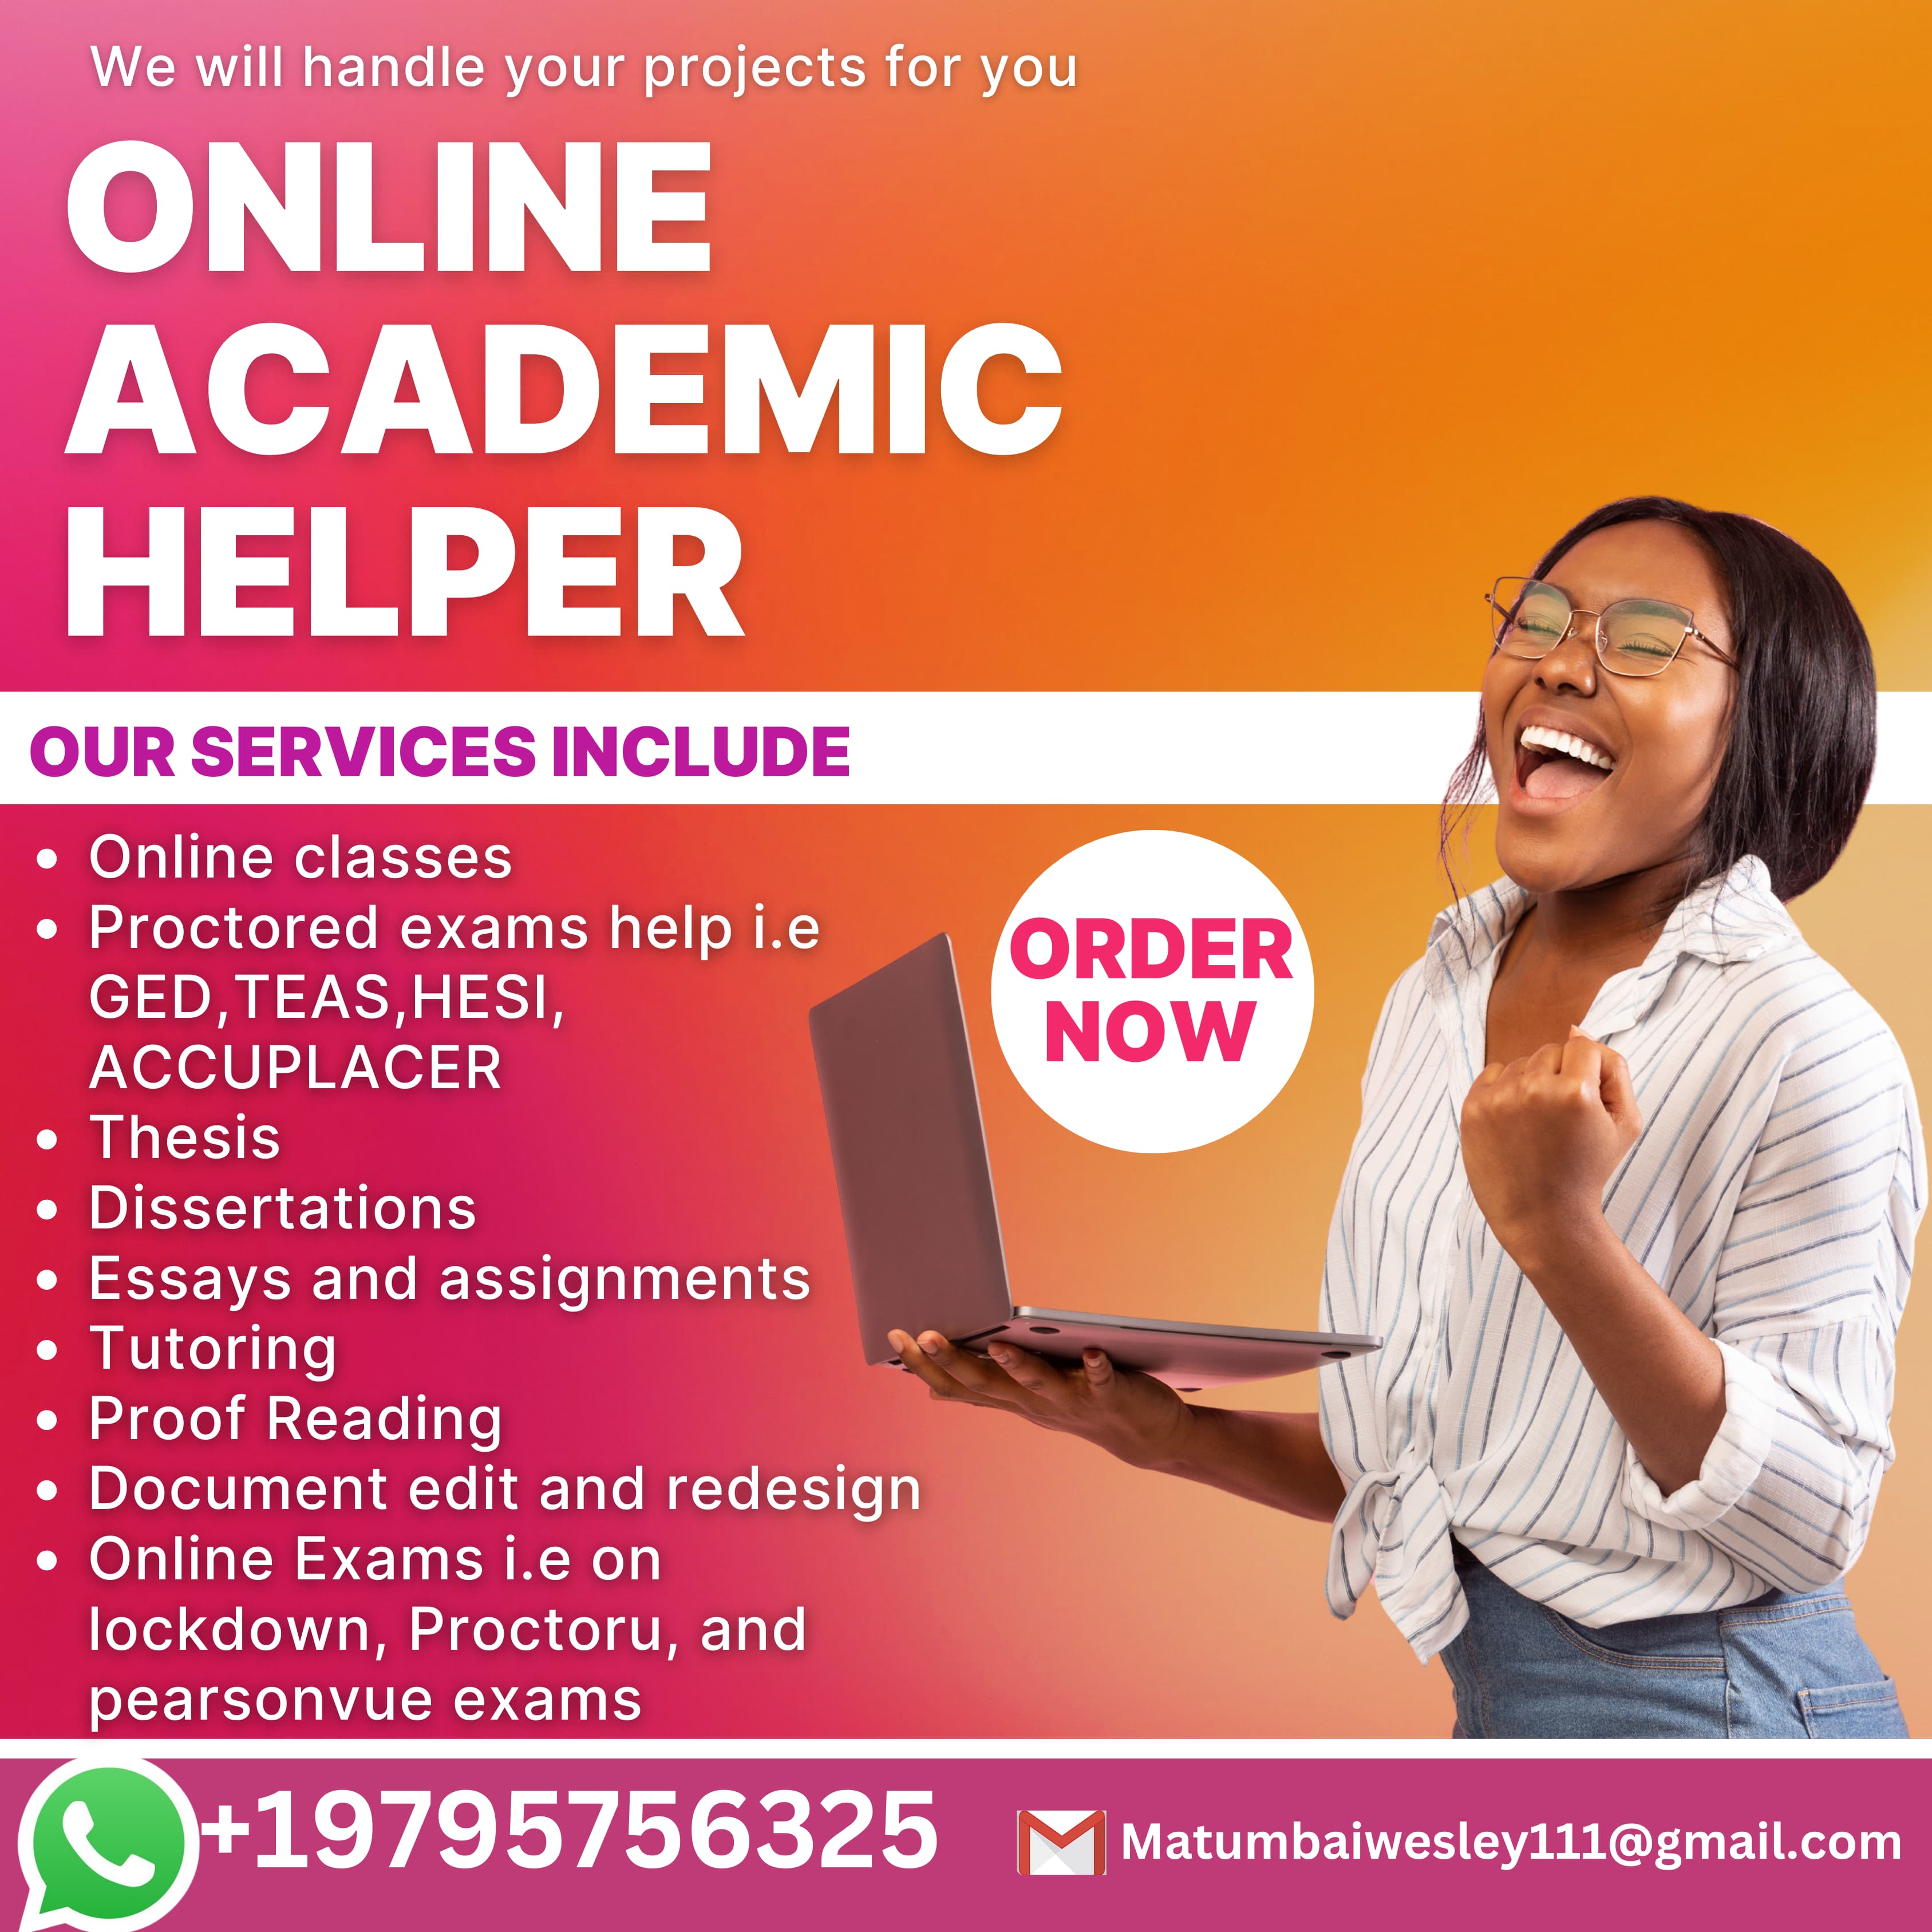 We will handle your projects for you
ONLINE
ACADEMIC
HELPER
OUR SERVICES INCLUDE
• Online classes
• Proctored exams help i.e
GED,TEAS,HESI,
ACCUPLACER
• Thesis
• Dissertations
• Essays and assignments
• Tutoring
• Proof Reading
• Document edit and redesign
• Online Exams i.e on
lockdown, Proctoru, and
pearsonvue exams
ORDER
NOW
+19795756325
Matumbaiwesley111@gmail.com